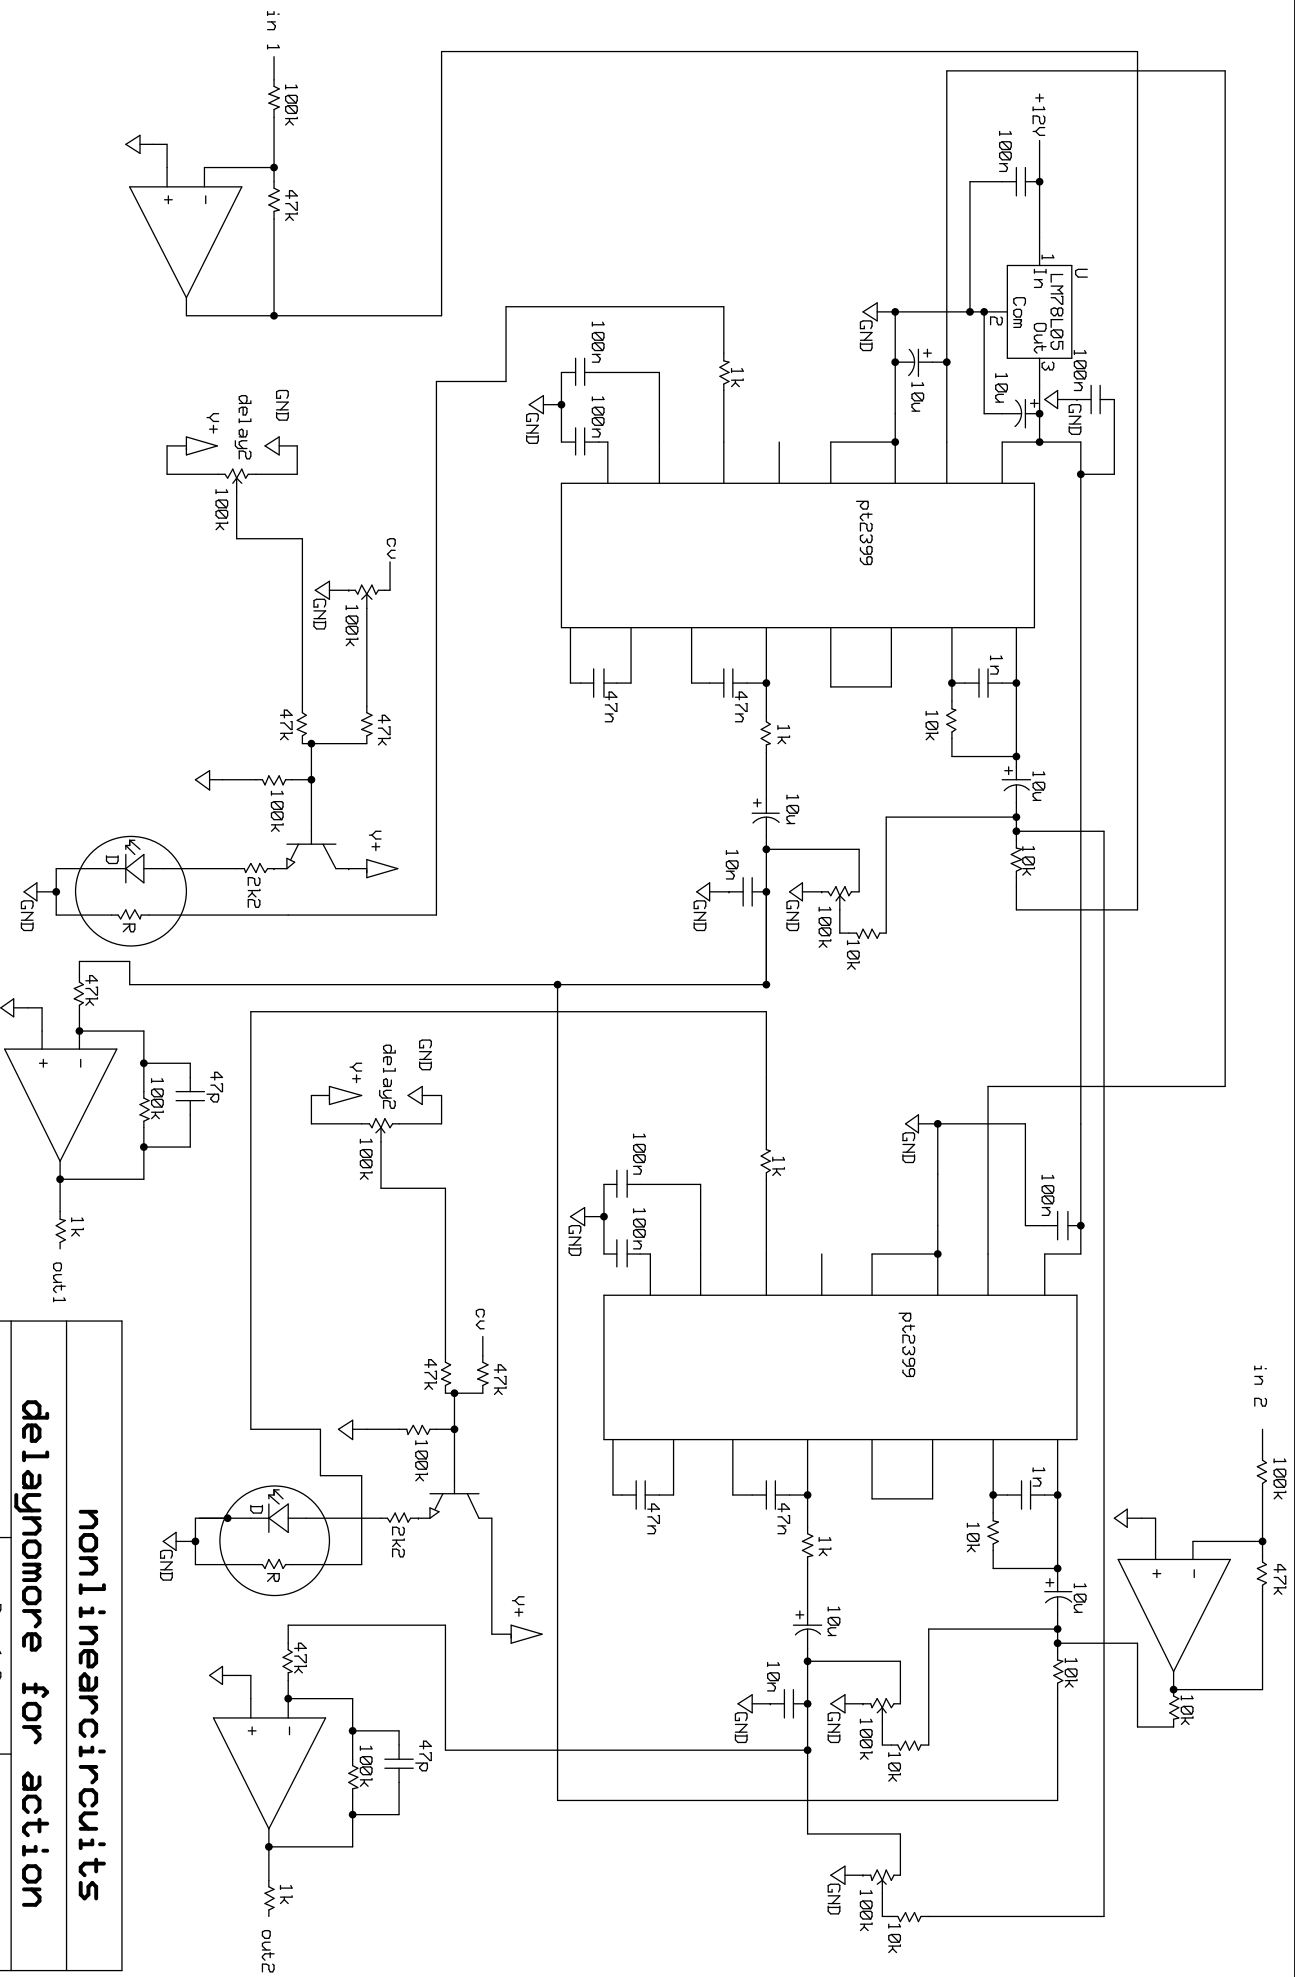 in 1
100k
47k
+
-
+12V
100n
U
1
In
LM78L05
Out
Com
2
3
100n
GND
10u
+
GND
10u
+
1k
100n
100n
GND
pt2399
GND
delay2
V+
100k
cv
100k
GND
47k
47k
100k
V+
2k2
D
R
GND
47n
47n
1k
10u
+
1n
10k
10u
+
10k
10n
GND
GND
100k
10k
47k
47p
100k
+
-
1k
out1
GND
delay2
V+
100k
1k
100n
100n
GND
GND
100n
pt2399
cv
47k
47k
100k
2k2
D
R
GND
V+
47n
47n
1k
10u
+
1n
10k
10u
+
10k
10n
GND
GND
100k
10k
in 2
100k
47k
+
-
10k
47k
47p
100k
+
-
1k
out2
GND
100k
10k
nonlinearcircuits
delaynomore for action